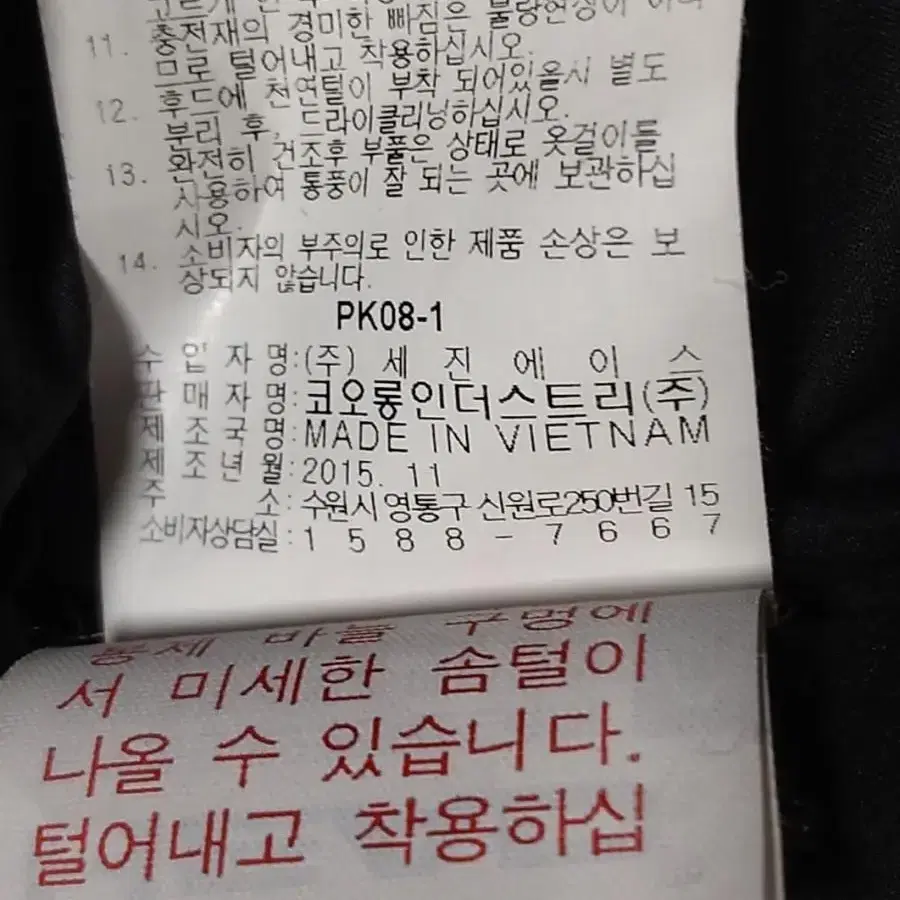 11. 충전재의 경미한 빠짐은 불량현상이 아니
므로 털어내고 착용하십시오.
12. 후드에 천연털이 부착 되어있을시 별도
분리 후, 드라이클리닝하십시오.
13. 완전히 건조후 부품은 상태로 옷걸이를
사용하여 통풍이 잘 되는 곳에 보관하십
시오.
14. 소비자의 부주의로 인한 제품 손상은 보
상되지 않습니다.
PK08-1
수 입 자 명:(주) 세 진 에 이 스
판 매 자 명:코오롱인더스트리(주)
제 조 국 명:MADE IN VIETNAM
제 조 년 월:2015. 11
주 소:수원시 영통구 신원로250번길 15
소비자상담실:1 5 8 8 - 7 6 6 7
봉제 바늘 구멍에
서 미세한 솜털이
나올 수 있습니다.
털어내고 착용하십